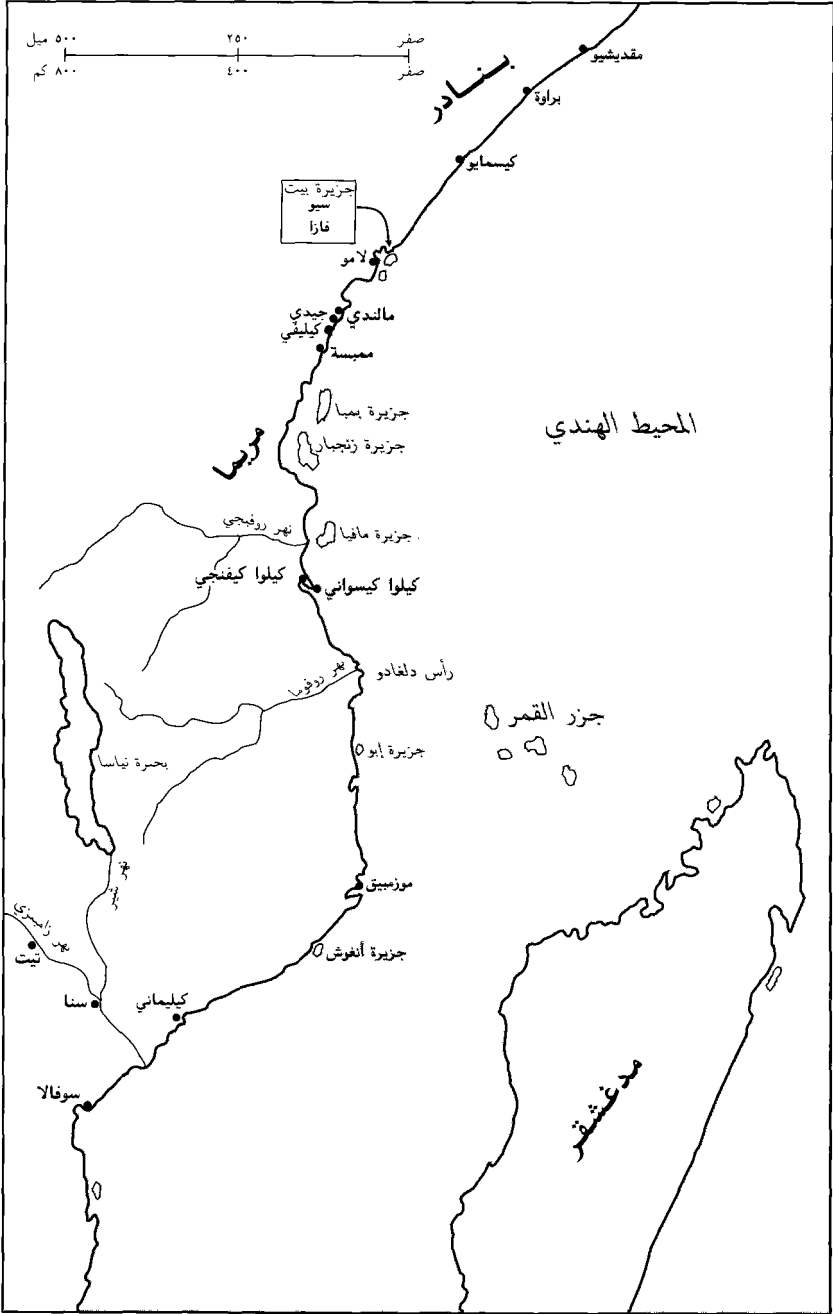 صفر ٢٥٠ ٥٠٠ ميل
صفر ٤٠٠ ٨٠٠ كم
مقديشيو
بنادر
براوة
كيسمايو
جزيرة بيت
سيو
فازا
لامو
مالندي
جيدي
كيليفي
ممبسة
جزيرة بمبا
المحيط الهندي
جزيرة زنجبار
مريما
نهر روفيجي
جزيرة مافيا
كيلوا كيفنجي
كيلوا كيسواني
رأس دلغادو
نهر روفوما
جزر القمر
جزيرة إبو
بحيرة نياسا
موزمبيق
نهر شير
نهر زامبيزي
جزيرة أنغوش
تيت
سنا
كيليماني
مدغشقر
سوفالا